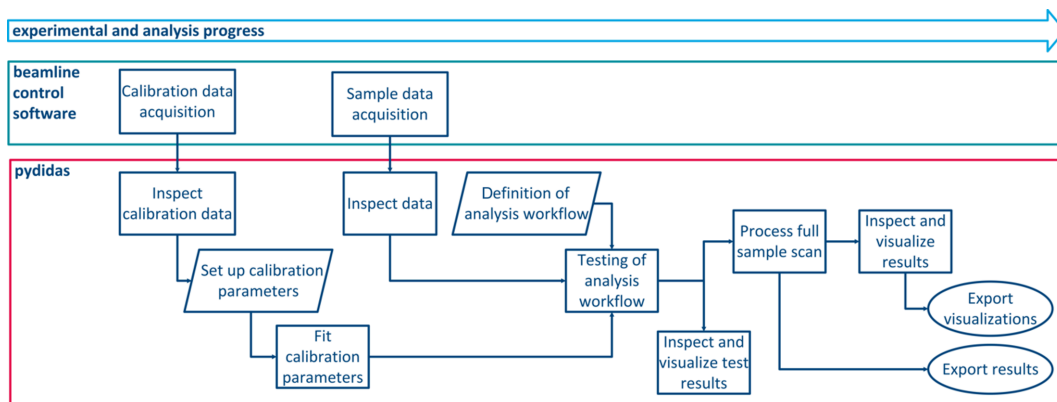 experimental and analysis progress
beamline
control
software
Calibration data
acquisition
Sample data
acquisition
pydidas
Inspect
calibration data
Inspect data
Definition of
analysis workflow
Process full
sample scan
Inspect and
visualize
results
Set up calibration
parameters
Testing of
analysis
workflow
Export
visualizations
Fit
calibration
parameters
Inspect and
visualize test
results
Export results